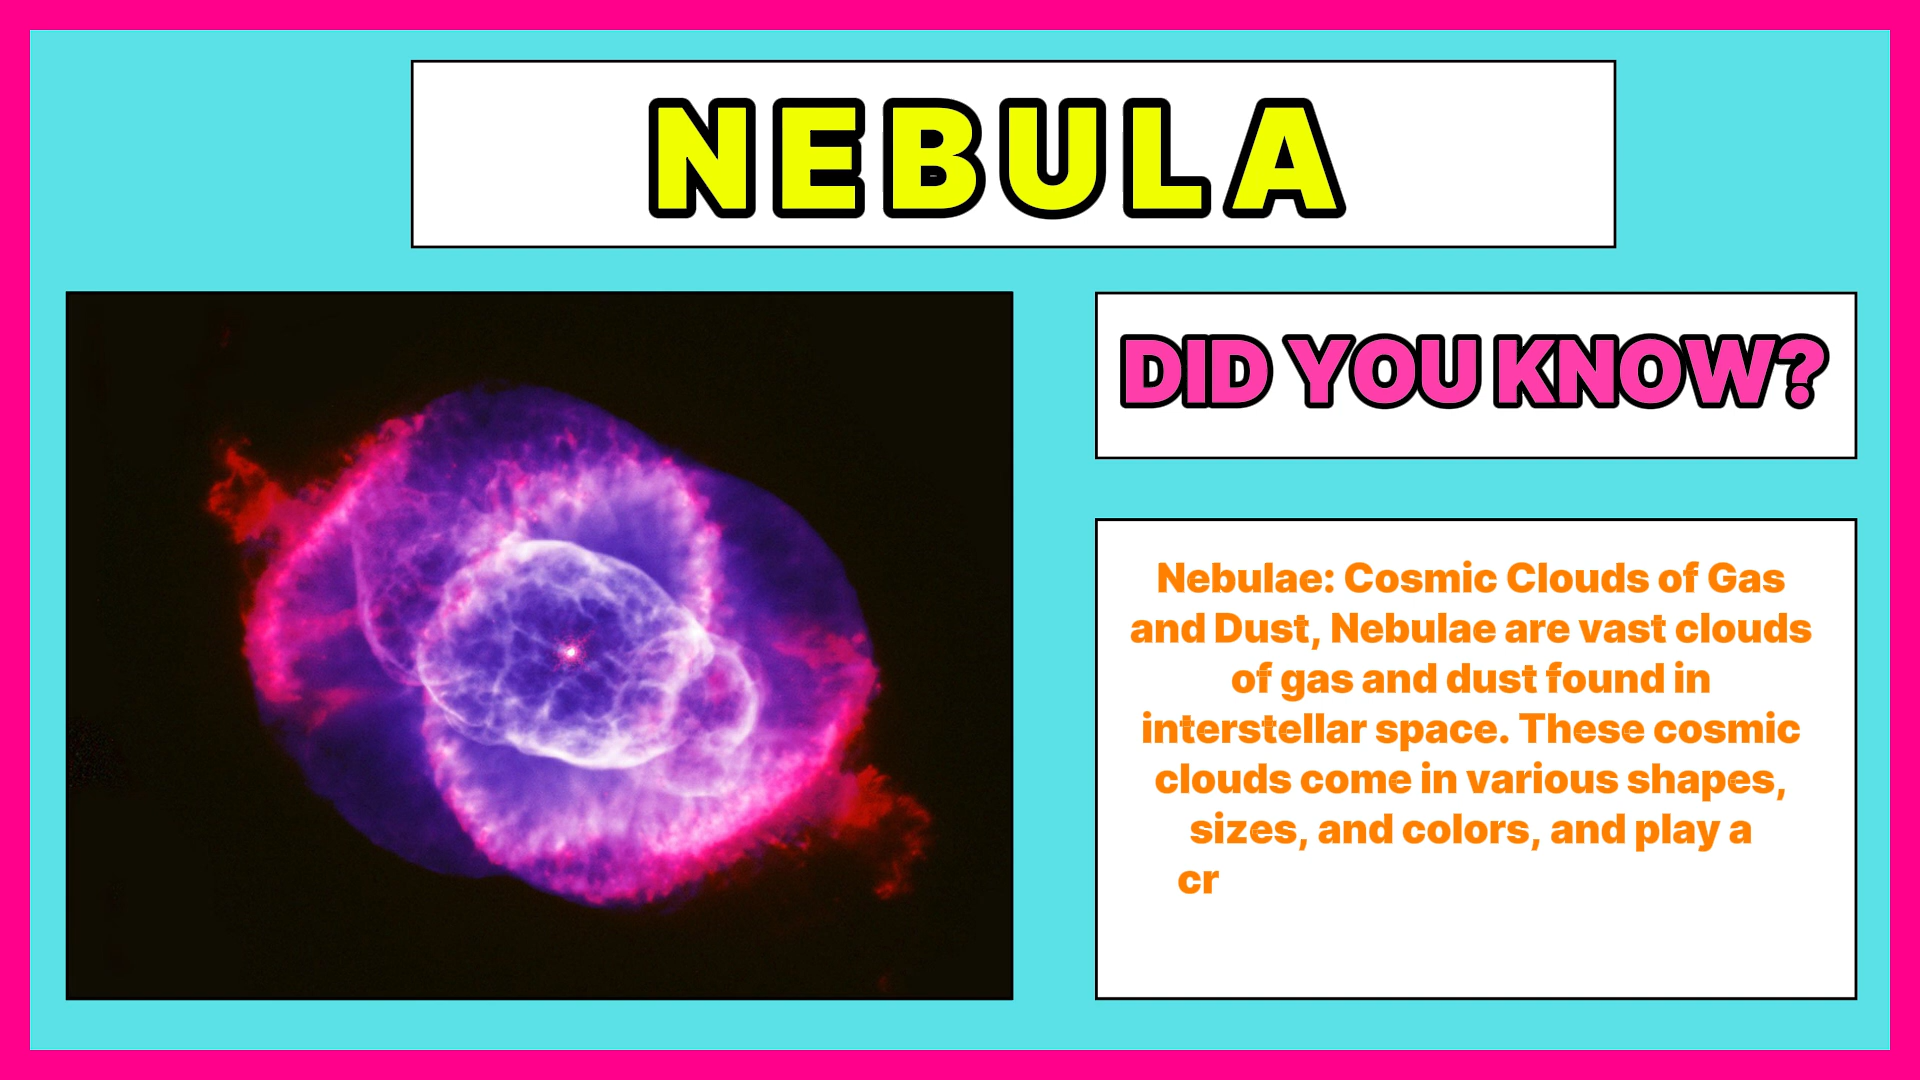 NEBULA
DID YOU KNOW?
Nebulae: Cosmic Clouds of Gas
and Dust, Nebulae are vast clouds
of gas and dust found in
interstellar space. These cosmic
clouds come in various shapes,
sizes, and colors, and play a
cr